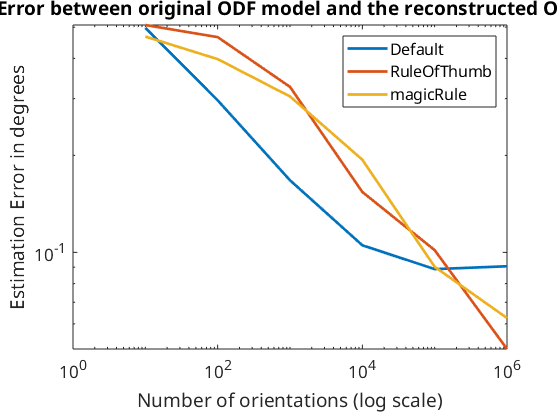 Error between original ODF model and the reconstructed O
Default
RuleOfThumb
magicRule
Estimation Error in degrees
10^-1
10^0 10^2 10^4 10^6
Number of orientations (log scale)